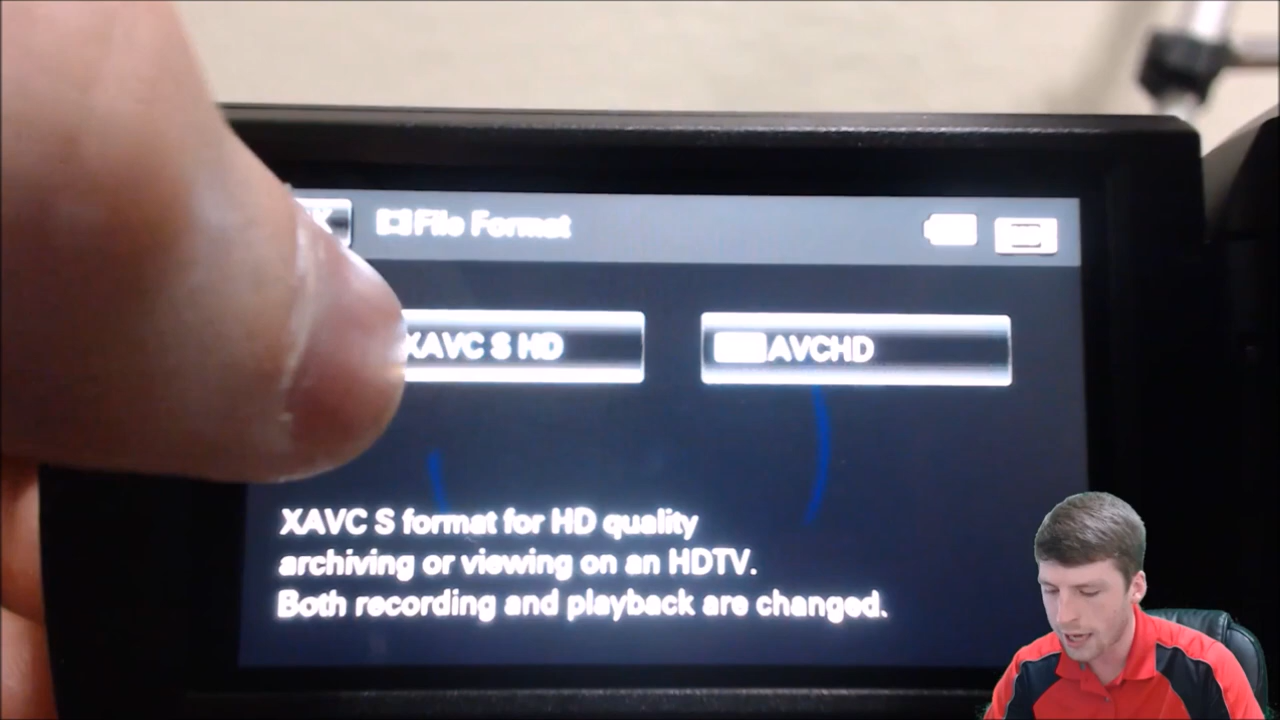 File Format
XAVC S HD
AVCHD
XAVC S format for HD quality
archiving or viewing on an HDTV.
Both recording and playback are changed.